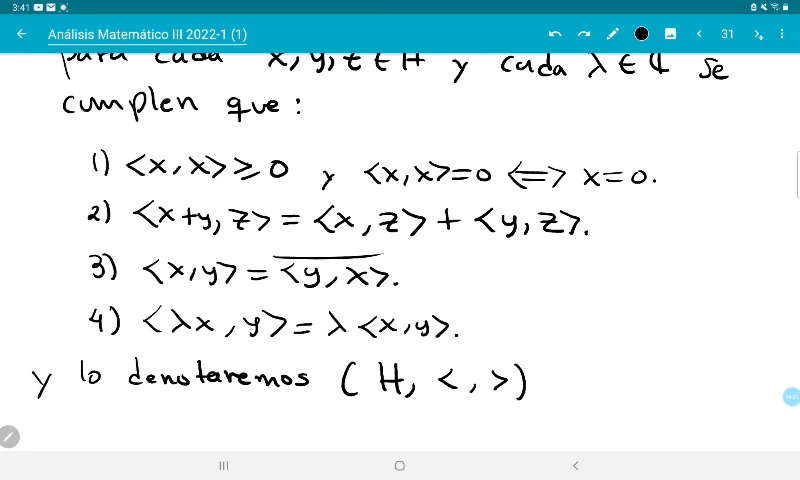 3:41
Análisis Matemático III 2022-1 (1)
31
para cada x, y, z ∈ H y cada λ ∈ ℂ se
cumplen que:
1) <x,x> ≥ 0 y <x,x>=0 ⟺ x=0.
2) <x+y, z> = <x,z> + <y,z>.
3) <x,y> = \overline{<y,x>}.
4) <λx,y> = λ<x,y>.
y lo denotaremos (H, <,>)